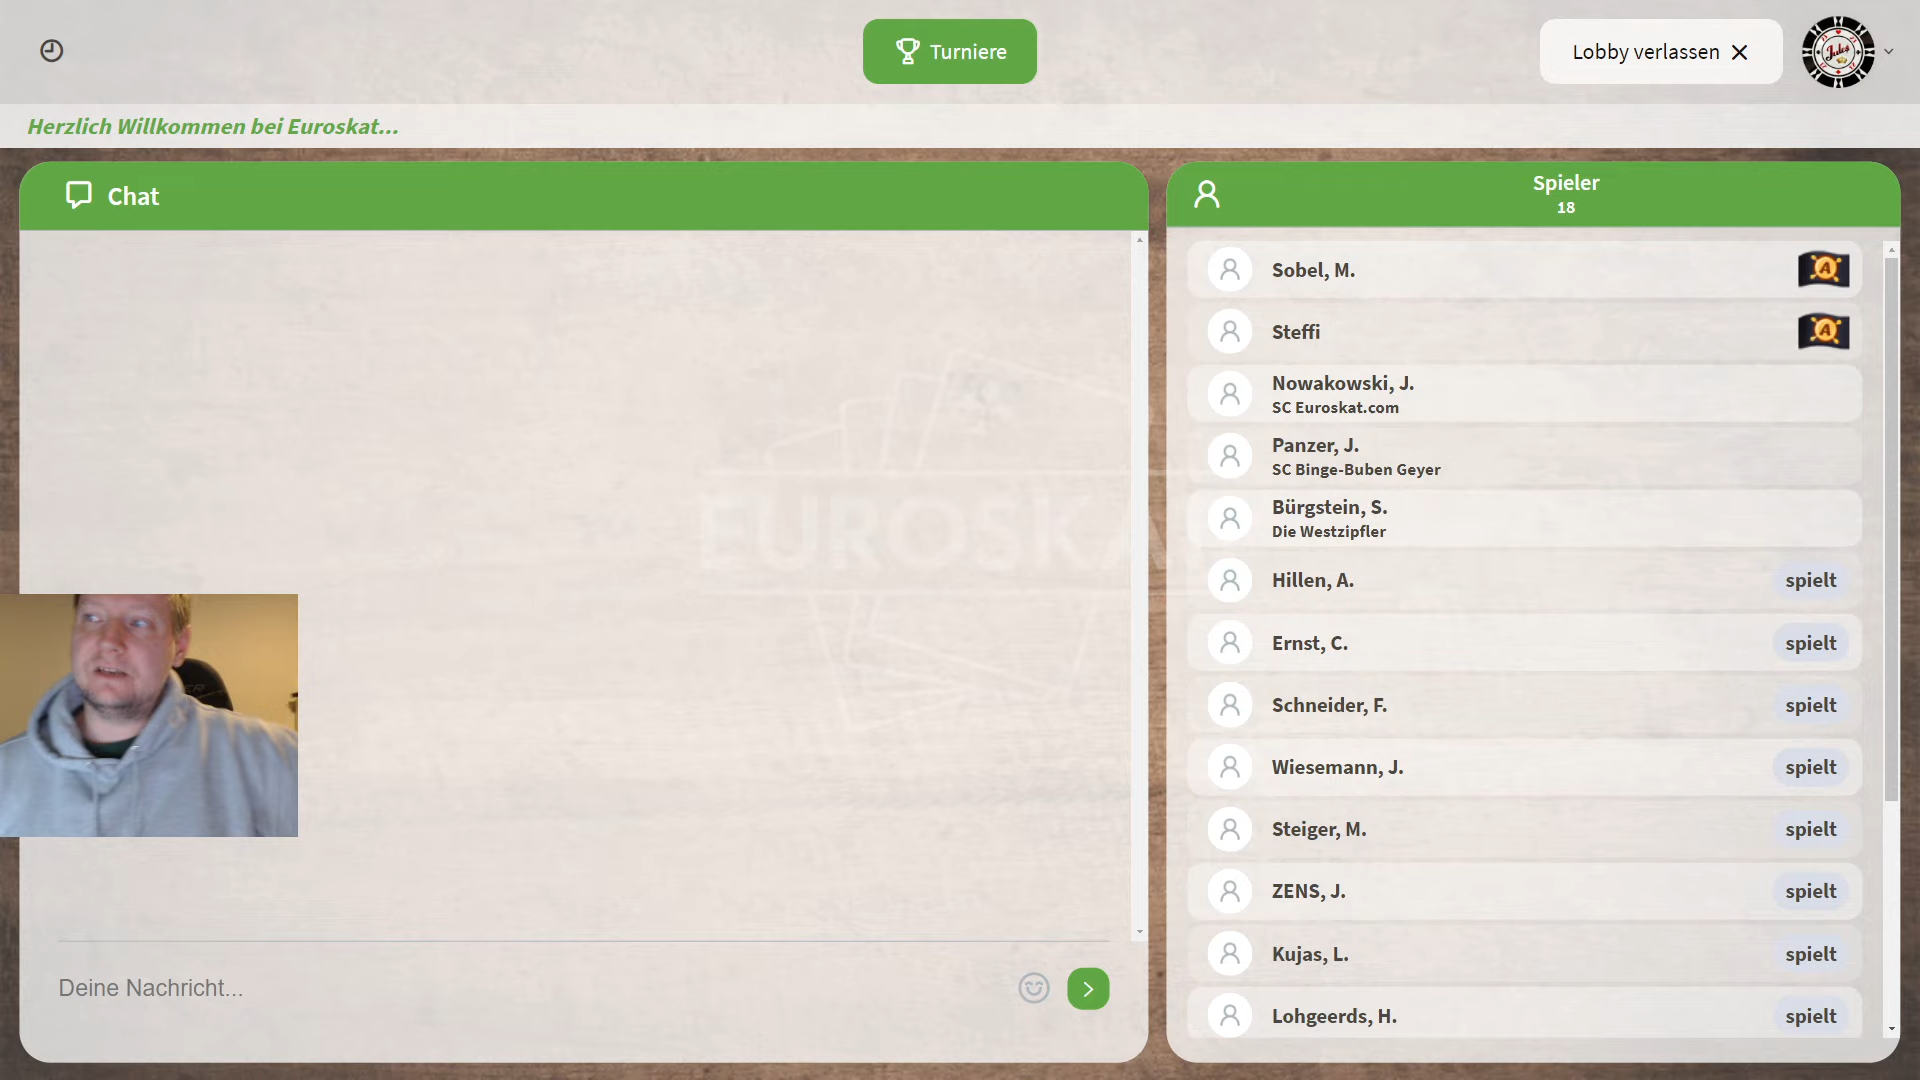 Turniere
Lobby verlassen
Jules
Herzlich Willkommen bei Euroskat...
Chat
Spieler
18
Sobel, M.
Steffi
Nowakowski, J.
SC Euroskat.com
Panzer, J.
SC Binge-Buben Geyer
Bürgstein, S.
Die Westzipfler
Hillen, A.
spielt
Ernst, C.
spielt
Schneider, F.
spielt
Wiesemann, J.
spielt
Steiger, M.
spielt
ZENS, J.
spielt
Kujas, L.
spielt
Lohgeerds, H.
spielt
A
A
EUROSKA
Deine Nachricht...